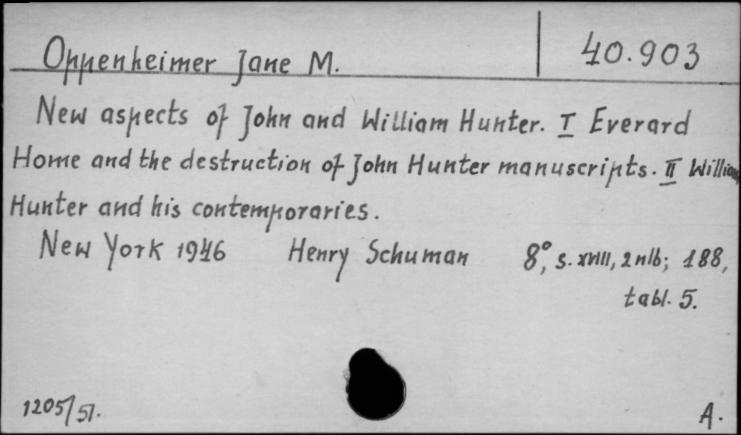 Oppenheimer Jane M. 40.903
New aspects of John and William Hunter. I Everard
Home and the destruction of John Hunter manuscripts. II William
Hunter and his contemporaries.
New York 1946 Henry Schuman 8°, s. XVIII, 2 nlb; 188,
tabl. 5.
1205/51. A.